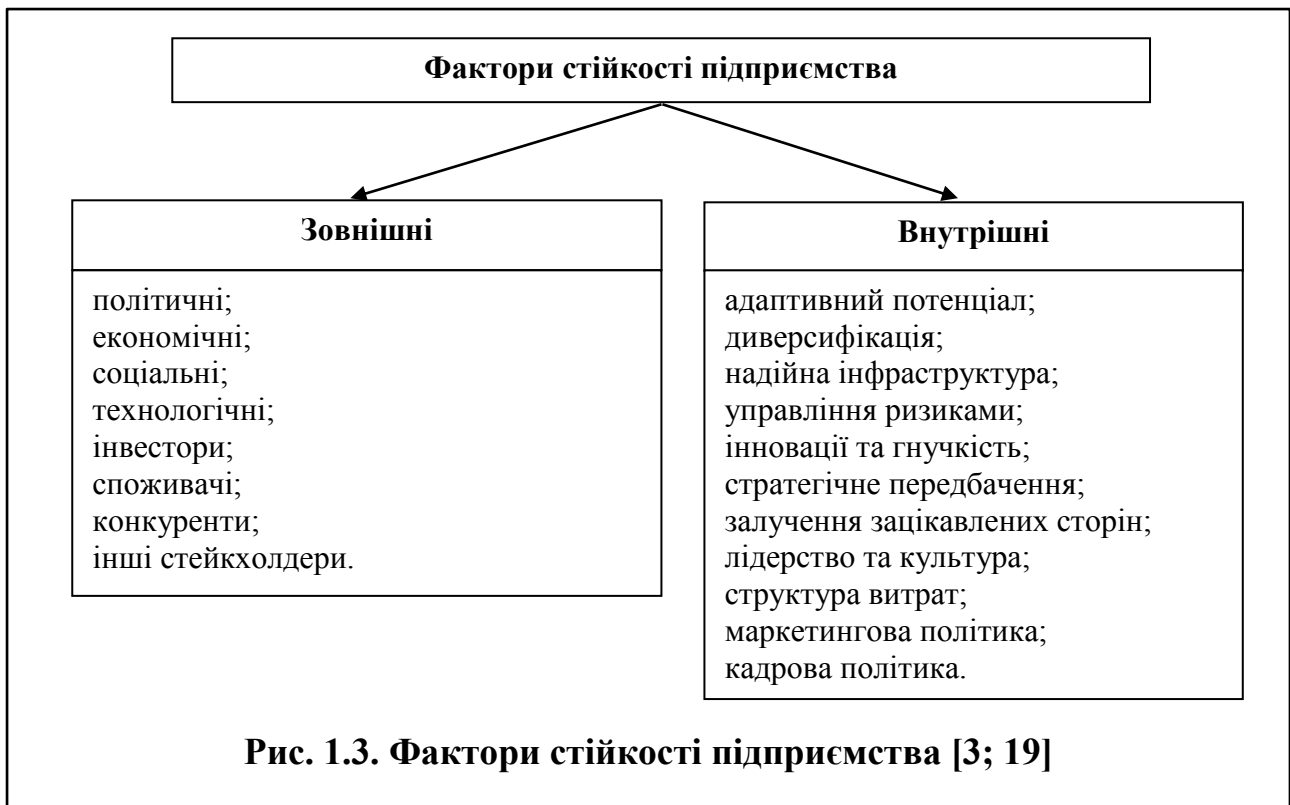 Фактори стійкості підприємства
Зовнішні
політичні;
економічні;
соціальні;
технологічні;
інвестори;
споживачі;
конкуренти;
інші стейкхолдери.
Внутрішні
адаптивний потенціал;
диверсифікація;
надійна інфраструктура;
управління ризиками;
інновації та гнучкість;
стратегічне передбачення;
залучення зацікавлених сторін;
лідерство та культура;
структура витрат;
маркетингова політика;
кадрова політика.
Рис. 1.3. Фактори стійкості підприємства [3; 19]